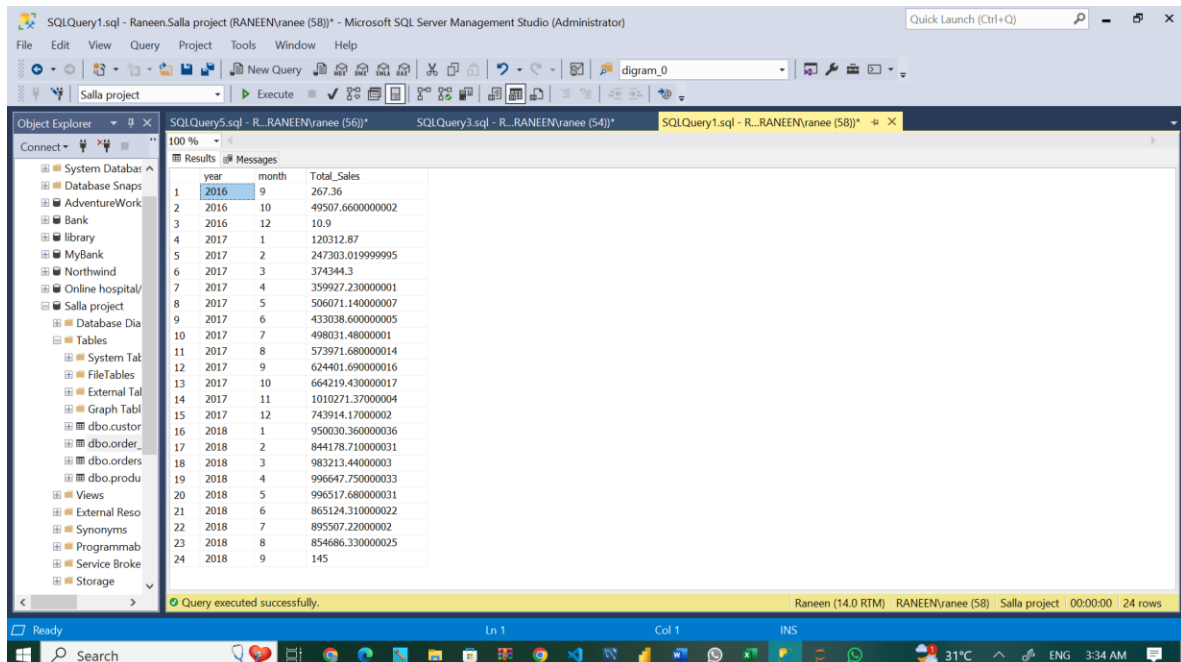 SQLQuery1.sql - Raneen.Salla project (RANEEN\ranee (58))* - Microsoft SQL Server Management Studio (Administrator)
Quick Launch (Ctrl+Q)
File Edit View Query Project Tools Window Help
New Query MDX DMX XMLA DAX digram_0
Salla project Execute
Object Explorer
SQLQuery5.sql - R...RANEEN\ranee (56))* SQLQuery3.sql - R...RANEEN\ranee (54))* SQLQuery1.sql - R...RANEEN\ranee (58))*
Connect
System Databas
Database Snaps
AdventureWork
Bank
library
MyBank
Northwind
Online hospital/
Salla project
Database Dia
Tables
System Tab
FileTables
External Tal
Graph Tabl
dbo.custor
dbo.order_
dbo.orders
dbo.produ
Views
External Reso
Synonyms
Programmab
Service Broke
Storage
100 %
Results Messages
year month Total_Sales
1 2016 9 267.36
2 2016 10 49507.6600000002
3 2016 12 10.9
4 2017 1 120312.87
5 2017 2 247303.019999995
6 2017 3 374344.3
7 2017 4 359927.230000001
8 2017 5 506071.140000007
9 2017 6 433038.600000005
10 2017 7 498031.48000001
11 2017 8 573971.680000014
12 2017 9 624401.690000016
13 2017 10 664219.430000017
14 2017 11 1010271.37000004
15 2017 12 743914.17000002
16 2018 1 950030.360000036
17 2018 2 844178.710000031
18 2018 3 983213.44000003
19 2018 4 996647.750000033
20 2018 5 996517.680000031
21 2018 6 865124.310000022
22 2018 7 895507.22000002
23 2018 8 854686.330000025
24 2018 9 145
Query executed successfully. Raneen (14.0 RTM) RANEEN\ranee (58) Salla project 00:00:00 24 rows
Ready Ln 1 Col 1 INS
Search 31°C ENG 3:34 AM